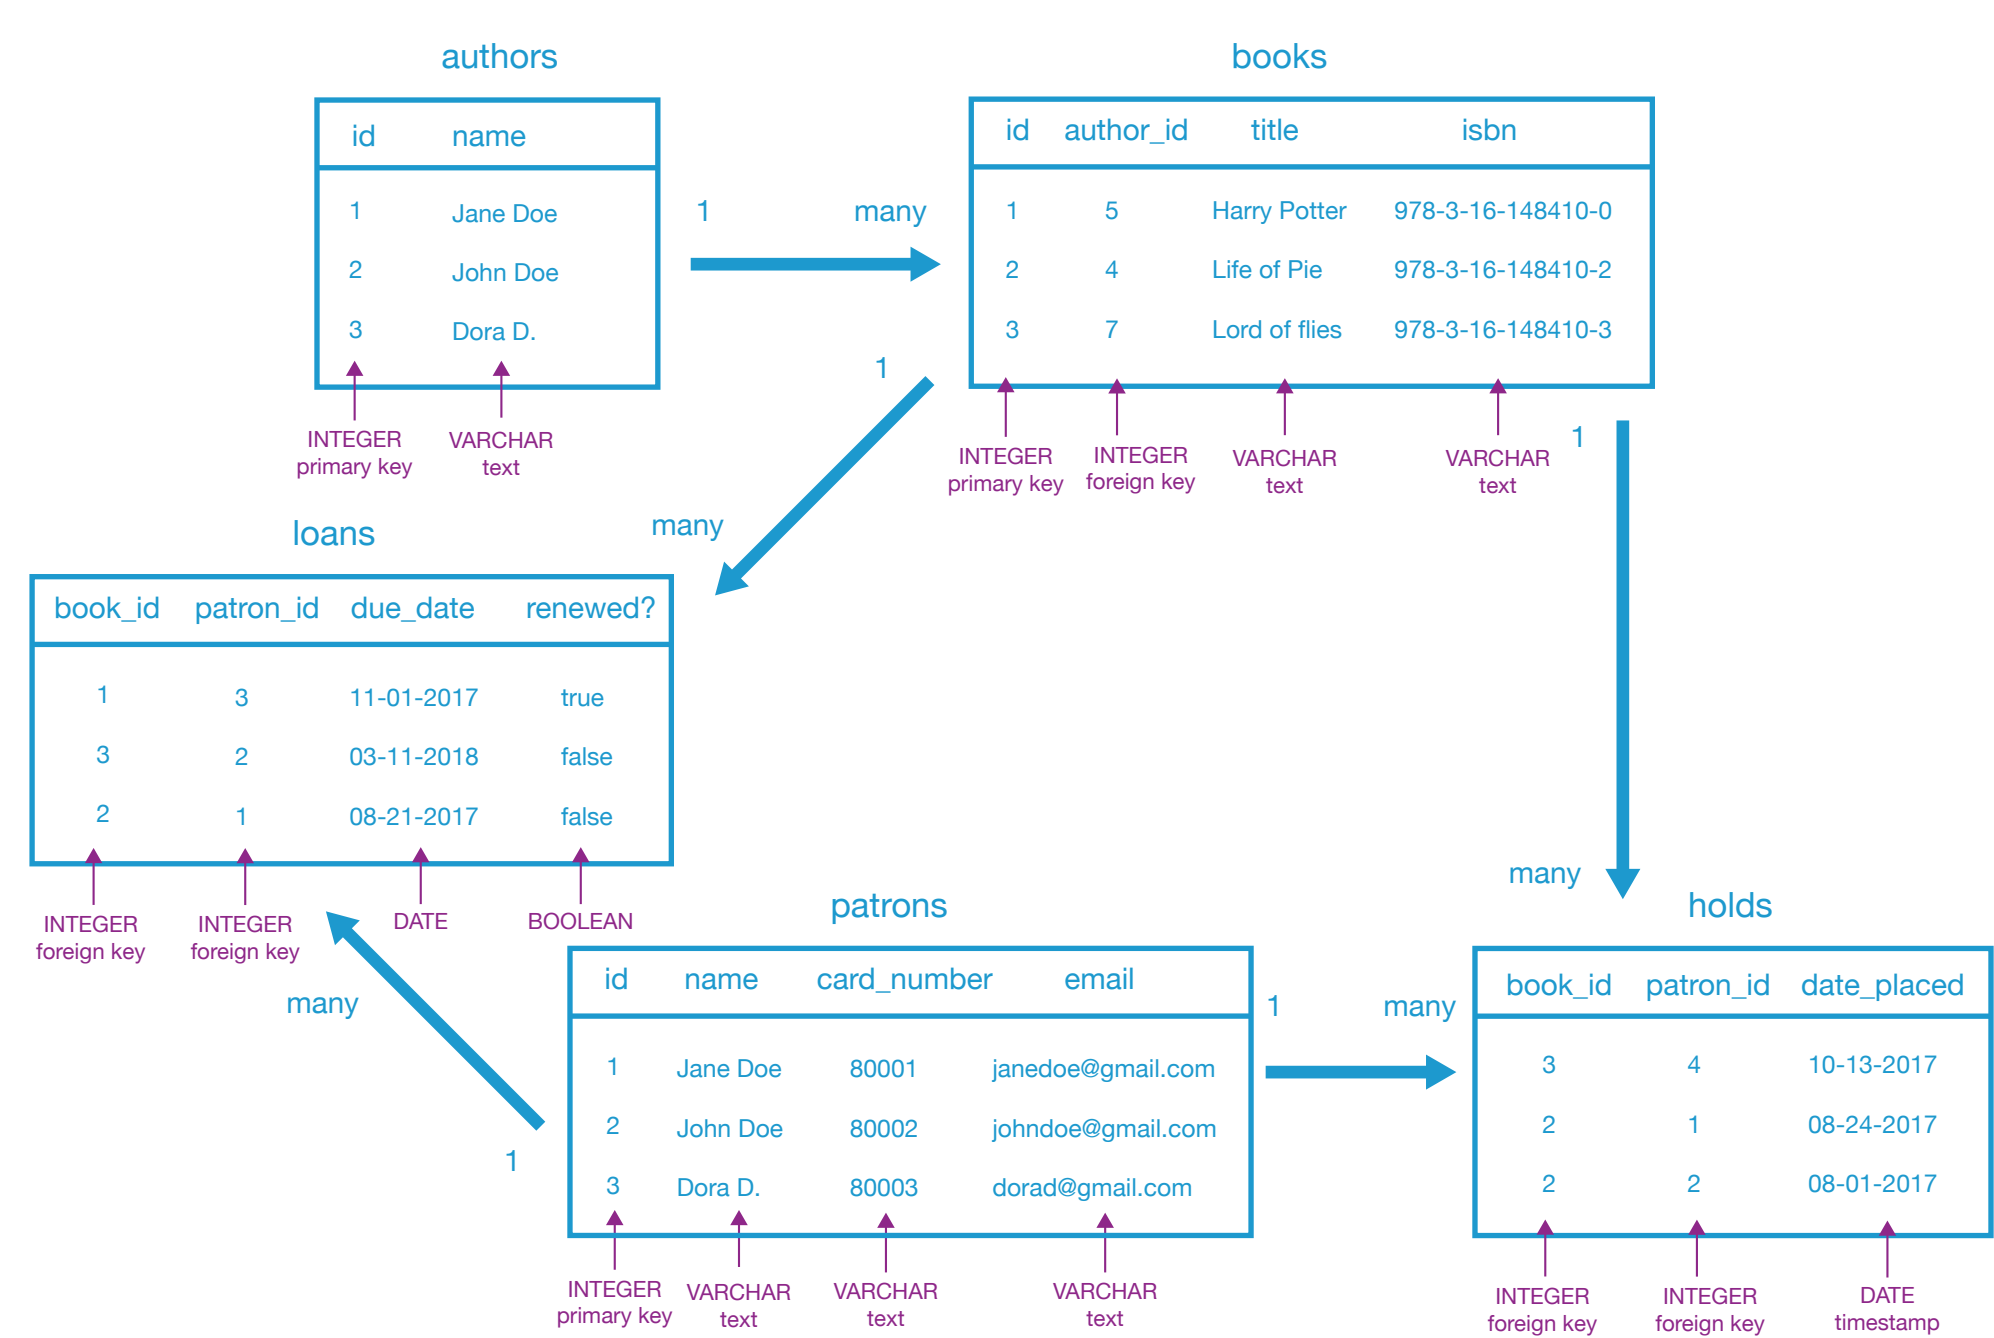 authors
id name
1 Jane Doe
2 John Doe
3 Dora D.
INTEGER
primary key
VARCHAR
text
1 many
books
id author_id title isbn
1 5 Harry Potter 978-3-16-148410-0
2 4 Life of Pie 978-3-16-148410-2
3 7 Lord of flies 978-3-16-148410-3
INTEGER
primary key
INTEGER
foreign key
VARCHAR
text
VARCHAR
text
1
many
1
many
loans
book_id patron_id due_date renewed?
1 3 11-01-2017 true
3 2 03-11-2018 false
2 1 08-21-2017 false
INTEGER
foreign key
INTEGER
foreign key
DATE
BOOLEAN
many
1
patrons
id name card_number email
1 Jane Doe 80001 janedoe@gmail.com
2 John Doe 80002 johndoe@gmail.com
3 Dora D. 80003 dorad@gmail.com
INTEGER
primary key
VARCHAR
text
VARCHAR
text
VARCHAR
text
1 many
holds
book_id patron_id date_placed
3 4 10-13-2017
2 1 08-24-2017
2 2 08-01-2017
INTEGER
foreign key
INTEGER
foreign key
DATE
timestamp